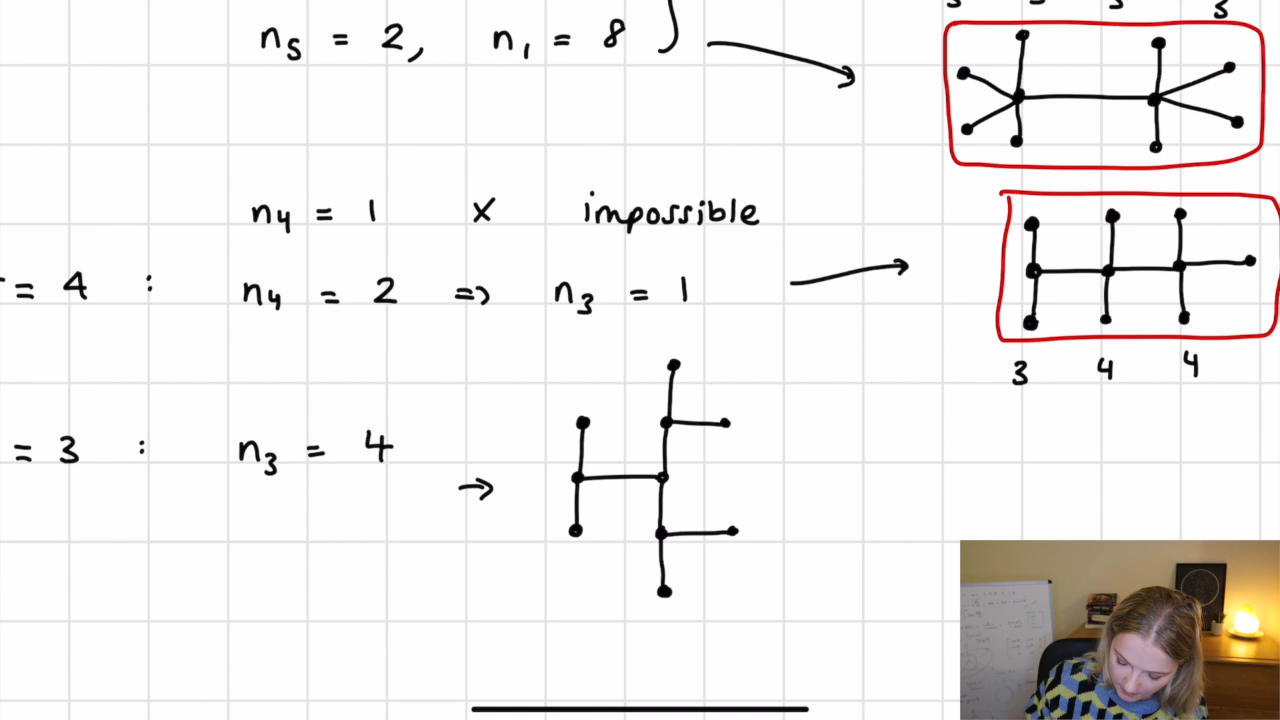 n₅ = 2, n₁ = 8 )
n₄ = 1 x impossible
= 4 : n₄ = 2 => n₃ = 1
3 4 4
= 3 : n₃ = 4